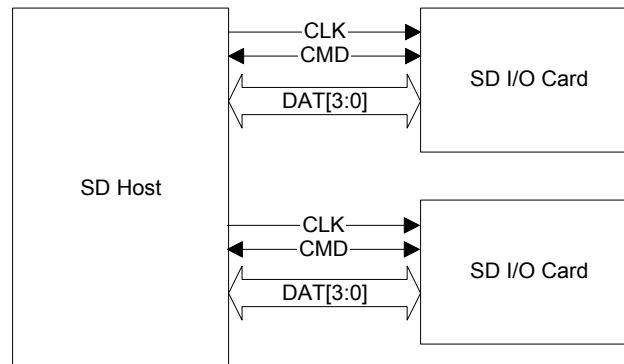 CLK
CMD
DAT[3:0]
SD I/O Card
SD Host
CLK
CMD
DAT[3:0]
SD I/O Card